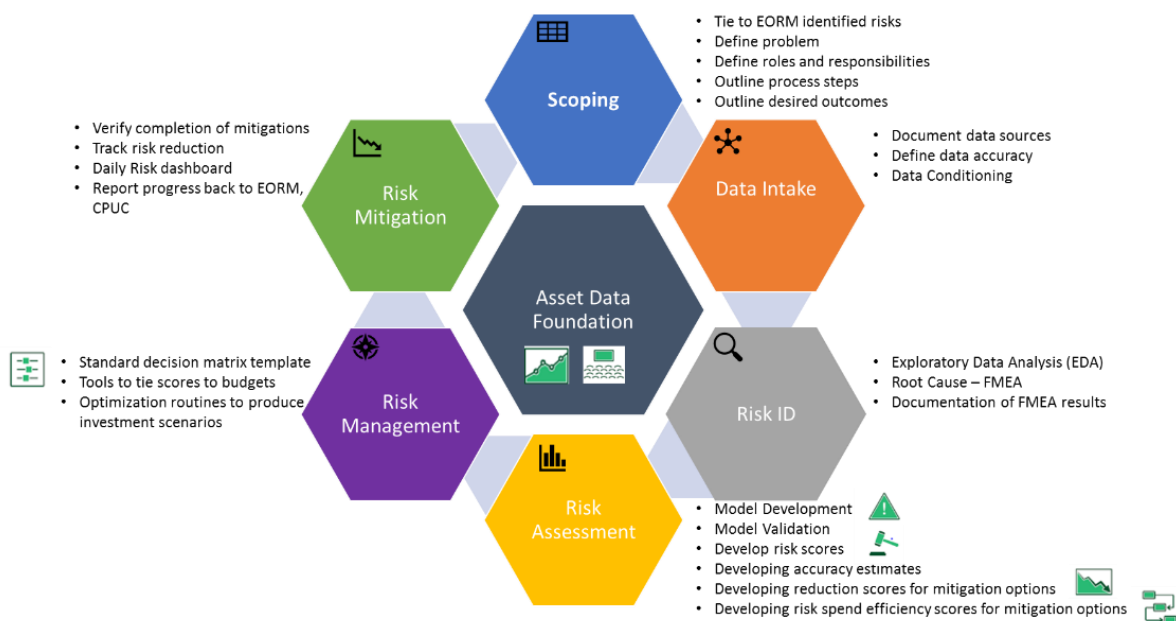 Scoping
• Tie to EORM identified risks
• Define problem
• Define roles and responsibilities
• Outline process steps
• Outline desired outcomes
Data Intake
• Document data sources
• Define data accuracy
• Data Conditioning
Risk ID
• Exploratory Data Analysis (EDA)
• Root Cause – FMEA
• Documentation of FMEA results
Risk
Assessment
• Model Development
• Model Validation
• Develop risk scores
• Developing accuracy estimates
• Developing reduction scores for mitigation options
• Developing risk spend efficiency scores for mitigation options
Risk
Management
• Standard decision matrix template
• Tools to tie scores to budgets
• Optimization routines to produce
investment scenarios
Risk
Mitigation
• Verify completion of mitigations
• Track risk reduction
• Daily Risk dashboard
• Report progress back to EORM,
CPUC
Asset Data
Foundation